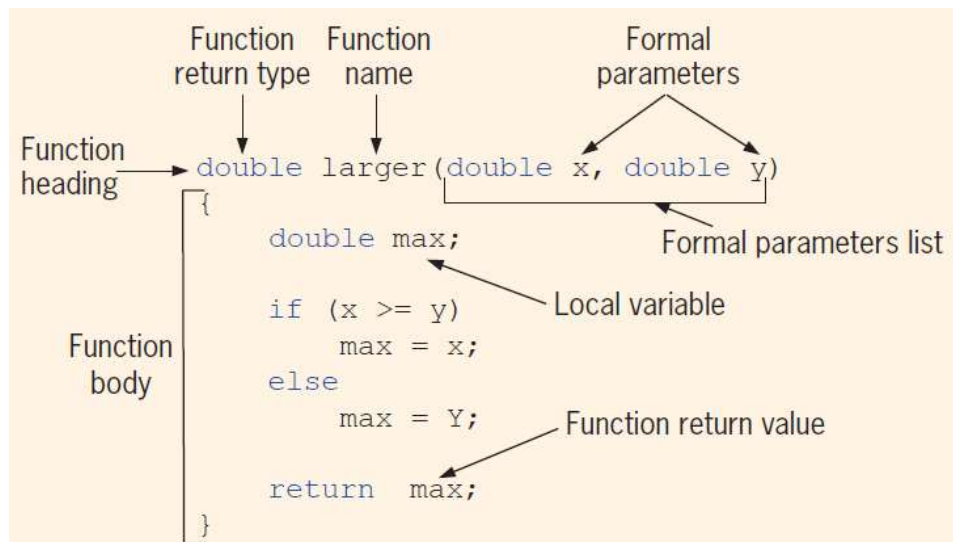 Function Function Formal
return type name parameters
Function
heading
double larger(double x, double y)
{
Formal parameters list
double max;
Local variable
if (x >= y)
max = x;
Function
body
else
max = Y;
Function return value
return max;
}